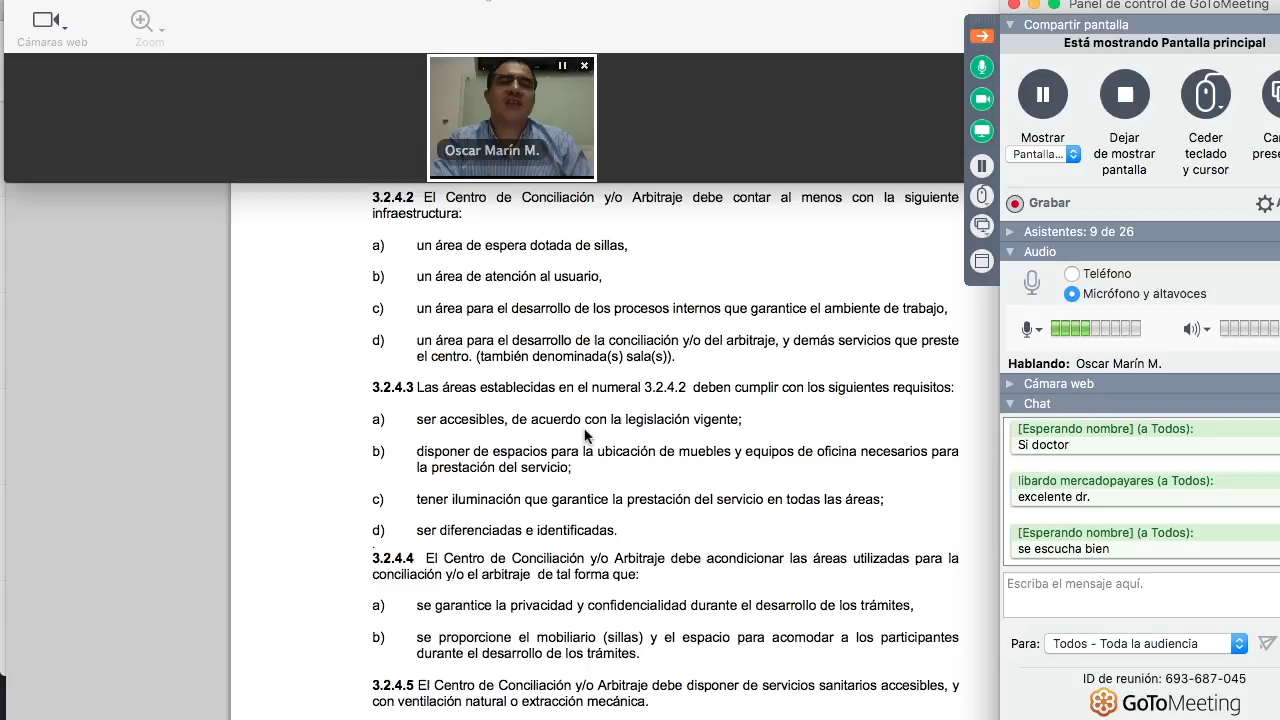 Cámaras web
Zoom
Oscar Marín M.
3.2.4.2 El Centro de Conciliación y/o Arbitraje debe contar al menos con la siguiente
infraestructura:
a) un área de espera dotada de sillas,
b) un área de atención al usuario,
c) un área para el desarrollo de los procesos internos que garantice el ambiente de trabajo,
d) un área para el desarrollo de la conciliación y/o del arbitraje, y demás servicios que preste
el centro. (también denominada(s) sala(s)).
3.2.4.3 Las áreas establecidas en el numeral 3.2.4.2 deben cumplir con los siguientes requisitos:
a) ser accesibles, de acuerdo con la legislación vigente;
b) disponer de espacios para la ubicación de muebles y equipos de oficina necesarios para
la prestación del servicio;
c) tener iluminación que garantice la prestación del servicio en todas las áreas;
d) ser diferenciadas e identificadas.
3.2.4.4 El Centro de Conciliación y/o Arbitraje debe acondicionar las áreas utilizadas para la
conciliación y/o el arbitraje de tal forma que:
a) se garantice la privacidad y confidencialidad durante el desarrollo de los trámites,
b) se proporcione el mobiliario (sillas) y el espacio para acomodar a los participantes
durante el desarrollo de los trámites.
3.2.4.5 El Centro de Conciliación y/o Arbitraje debe disponer de servicios sanitarios accesibles, y
con ventilación natural o extracción mecánica.
Panel de control de GoToMeeting
Compartir pantalla
Está mostrando Pantalla principal
Mostrar
Pantalla...
Dejar
de mostrar
pantalla
Ceder
teclado
y cursor
Grabar
Asistentes: 9 de 26
Audio
Teléfono
Micrófono y altavoces
Hablando: Oscar Marín M.
Cámara web
Chat
[Esperando nombre] (a Todos):
Si doctor
libardo mercadopayares (a Todos):
excelente dr.
[Esperando nombre] (a Todos):
se escucha bien
Escriba el mensaje aquí.
Para: Todos - Toda la audiencia
ID de reunión: 693-687-045
GoToMeeting